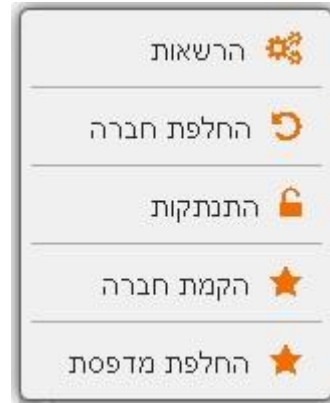 הרשאות
החלפת חברה
התנתקות
הקמת חברה
החלפת מדפסת